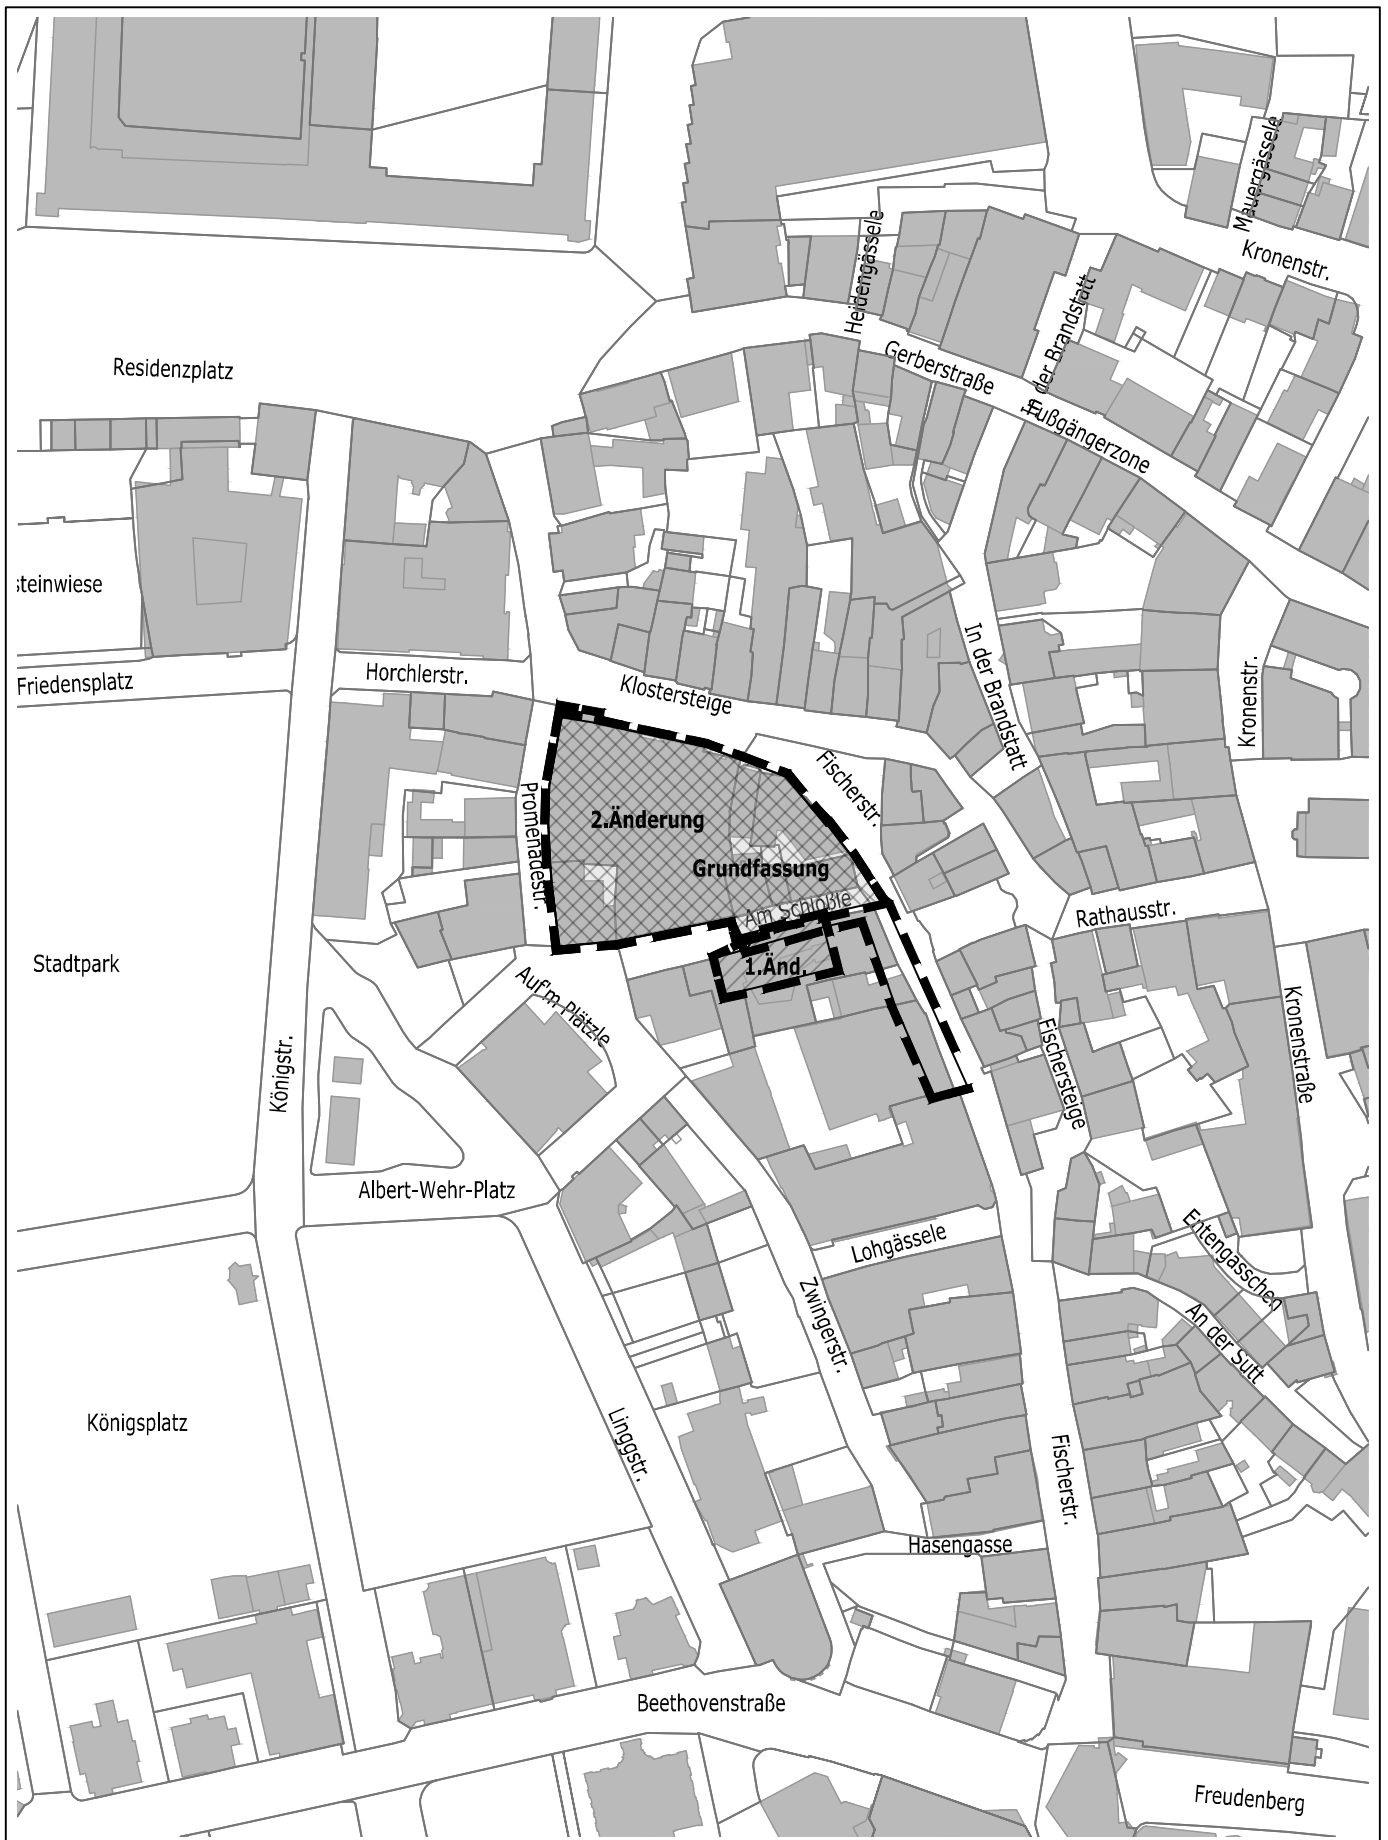 Mauergässele
Kronenstr.
Heidengässele
In der Brandstatt
Gerberstraße
Fußgängerzone
Residenzplatz
steinwiese
Friedensplatz
Horchlerstr.
Klostersteige
In der Brandstatt
Kronenstr.
Fischerstr.
Promenadestr.
2.Änderung
Grundfassung
Am Schlößle
1.Änd.
Rathausstr.
Stadtpark
Auf'm Plätzle
Königstr.
Fischersteige
Kronenstraße
Albert-Wehr-Platz
Lohgässele
Entengässchen
An der Sutt
Zwingerstr.
Königsplatz
Linggstr.
Fischerstr.
Hasengasse
Beethovenstraße
Freudenberg